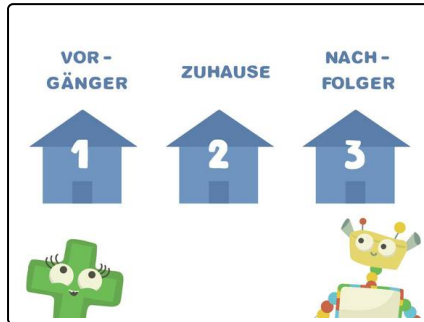 VOR-
GÄNGER
ZUHAUSE
NACH-
FOLGER
1
2
3